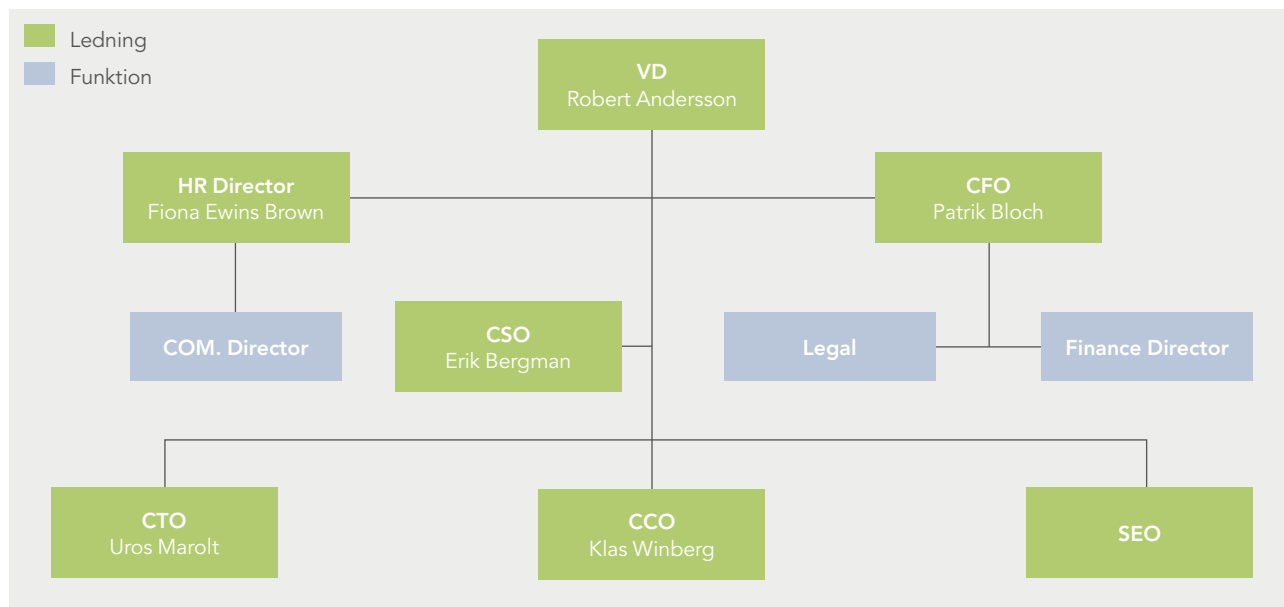 Ledning
Funktion
VD
Robert Andersson
HR Director
Fiona Ewins Brown
CFO
Patrik Bloch
COM. Director
CSO
Erik Bergman
Legal
Finance Director
CTO
Uros Marolt
CCO
Klas Winberg
SEO